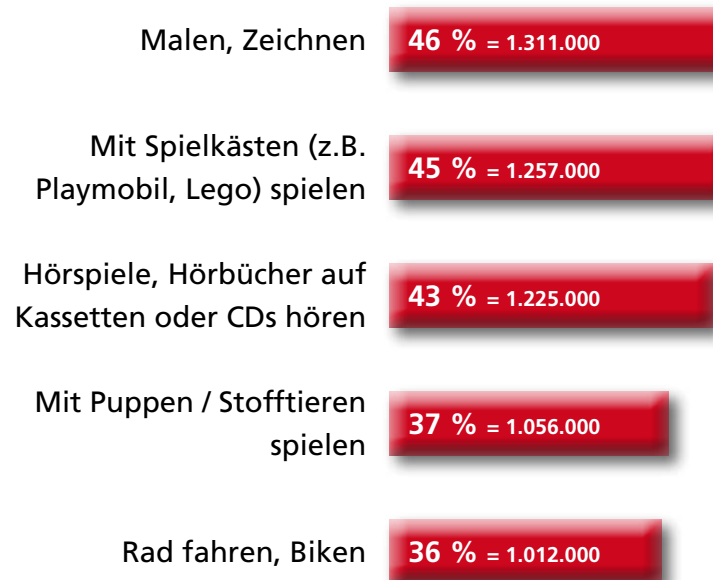 Malen, Zeichnen 46 % = 1.311.000
Mit Spielkästen (z.B.
Playmobil, Lego) spielen
45 % = 1.257.000
Hörspiele, Hörbücher auf
Kassetten oder CDs hören
43 % = 1.225.000
Mit Puppen / Stofftieren
spielen
37 % = 1.056.000
Rad fahren, Biken 36 % = 1.012.000